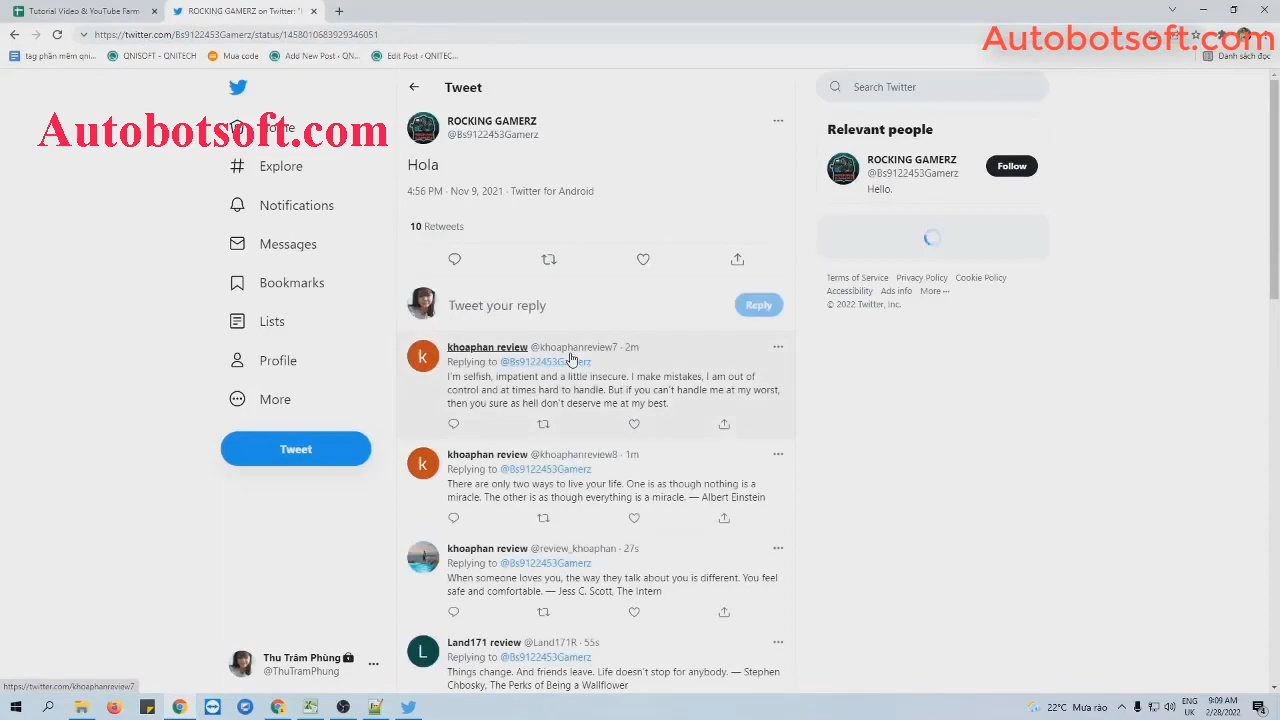 Tutorial Video & YouTube Farm
ROCKING GAMERZ on Twitter: "
https://twitter.com/Bs9122453Gamerz/status/1458010683929346051
Autobotsoft.com
tag phần mềm qni...
QNISOFT - QNITECH
Mua code
Add New Post - QN...
Edit Post - QNITEC...
Danh sách đọc
Autobotsoft.com
Explore
Notifications
Messages
Bookmarks
Lists
Profile
More
Tweet
Thu Trâm Phùng
@ThuTramPhung
Tweet
ROCKING GAMERZ
@Bs9122453Gamerz
Hola
4:56 PM · Nov 9, 2021 · Twitter for Android
10 Retweets
Tweet your reply
Reply
khoaphan review @khoaphanreview7 · 2m
Replying to @Bs9122453Gamerz
I'm selfish, impatient and a little insecure. I make mistakes, I am out of
control and at times hard to handle. But if you can't handle me at my worst,
then you sure as hell don't deserve me at my best.
khoaphan review @khoaphanreview8 · 1m
Replying to @Bs9122453Gamerz
There are only two ways to live your life. One is as though nothing is a
miracle. The other is as though everything is a miracle. — Albert Einstein
khoaphan review @review_khoaphan · 27s
Replying to @Bs9122453Gamerz
When someone loves you, the way they talk about you is different. You feel
safe and comfortable. — Jess C. Scott, The Intern
Land171 review @Land171R · 55s
Replying to @Bs9122453Gamerz
Things change. And friends leave. Life doesn't stop for anybody. — Stephen
Chbosky, The Perks of Being a Wallflower
Search Twitter
Relevant people
ROCKING GAMERZ
@Bs9122453Gamerz
Hello.
Follow
Terms of Service Privacy Policy Cookie Policy
Accessibility Ads info More ···
© 2022 Twitter, Inc.
https://twitter.com/khoaphanreview7
22°C Mưa rào
ENG
UK
9:09 AM
2/28/2022
4